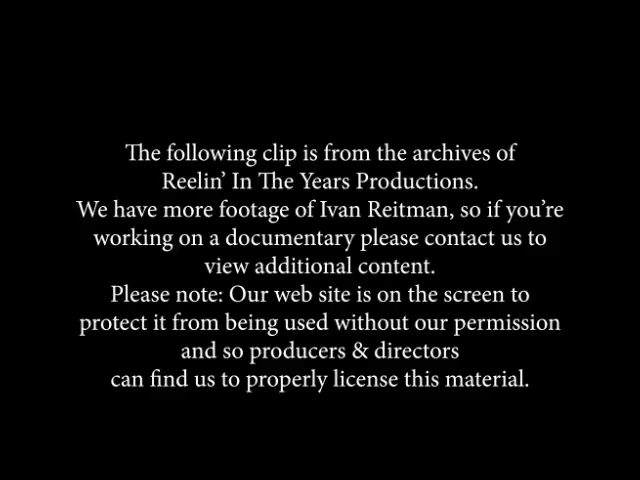 The following clip is from the archives of
Reelin’ In The Years Productions.
We have more footage of Ivan Reitman, so if you’re
working on a documentary please contact us to
view additional content.
Please note: Our web site is on the screen to
protect it from being used without our permission
and so producers & directors
can find us to properly license this material.